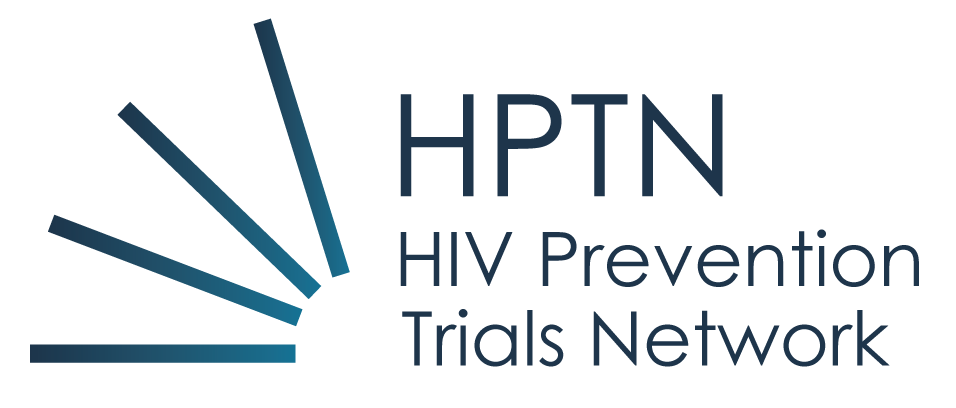 HPTN
HIV Prevention
Trials Network